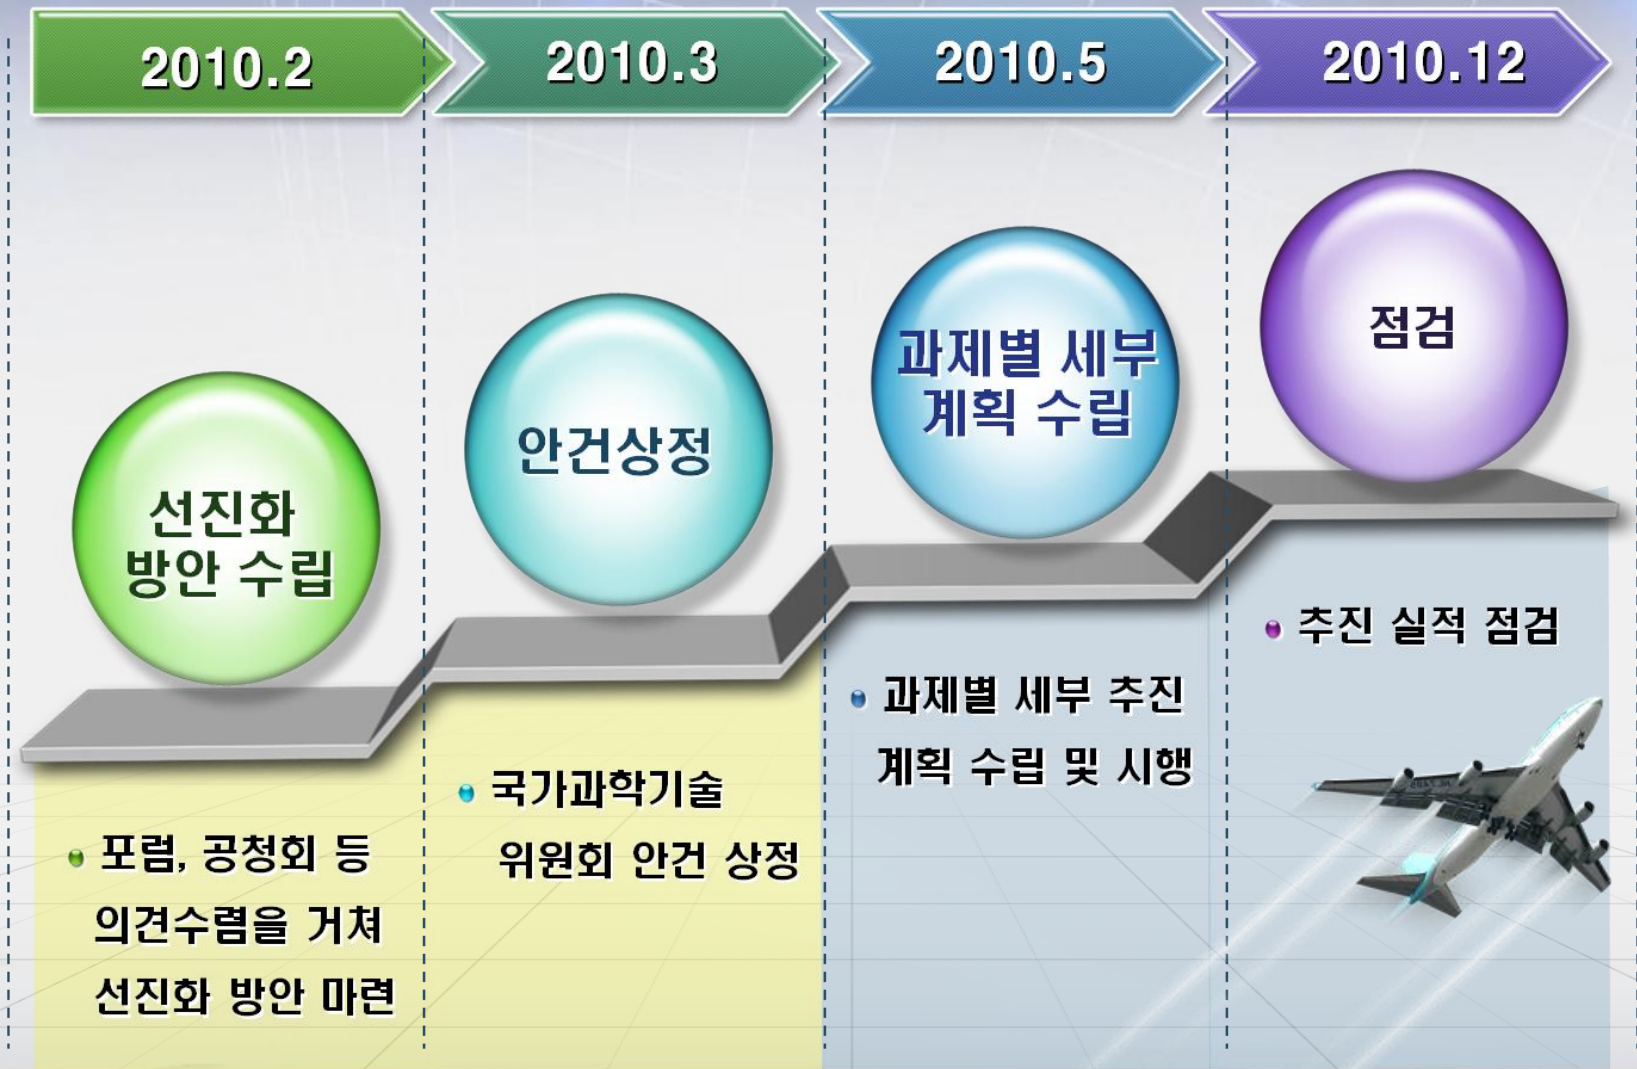 2010.2
2010.3
2010.5
2010.12
선진화
방안 수립
안건상정
과제별 세부
계획 수립
점검
포럼, 공청회 등
의견수렴을 거쳐
선진화 방안 마련
국가과학기술
위원회 안건 상정
과제별 세부 추진
계획 수립 및 시행
추진 실적 점검